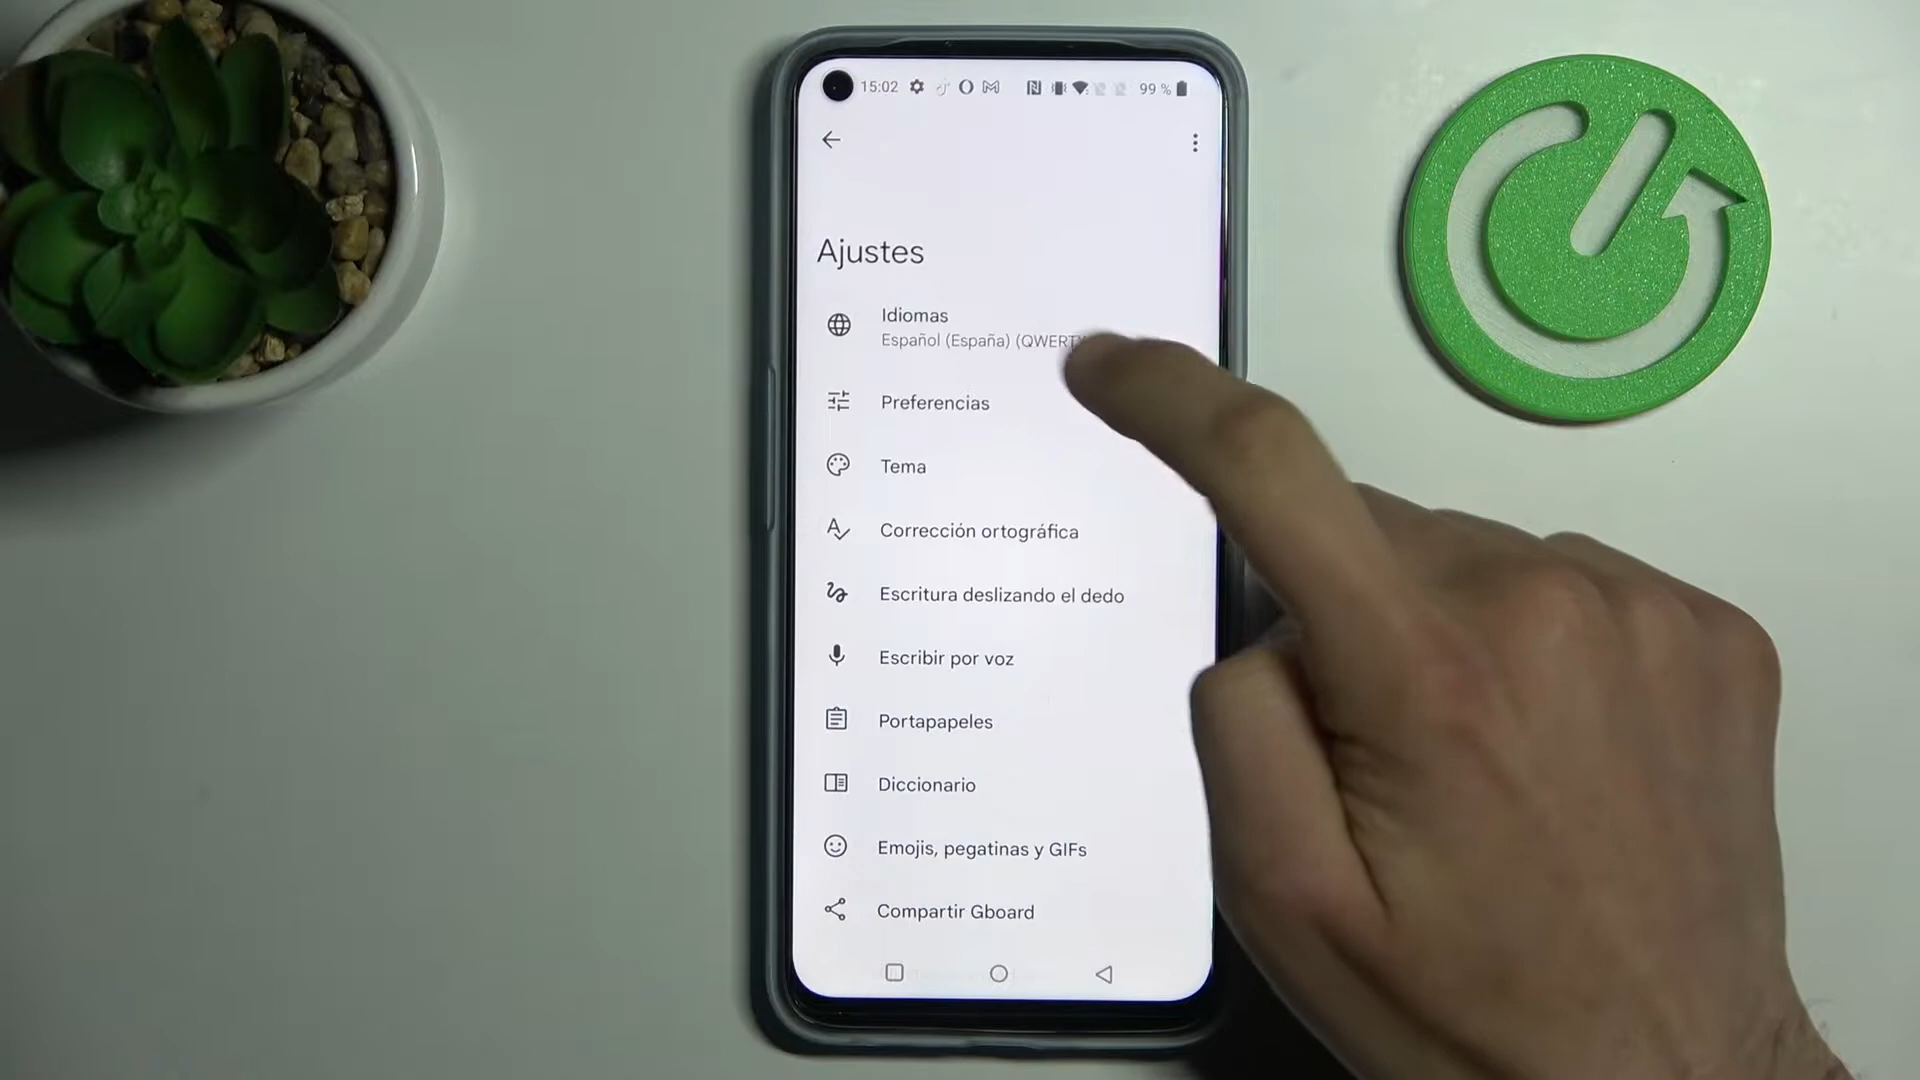 15:02 99 %
Ajustes
Idiomas
Español (España) (QWERTY
Preferencias
Tema
Corrección ortográfica
Escritura deslizando el dedo
Escribir por voz
Portapapeles
Diccionario
Emojis, pegatinas y GIFs
Compartir Gboard